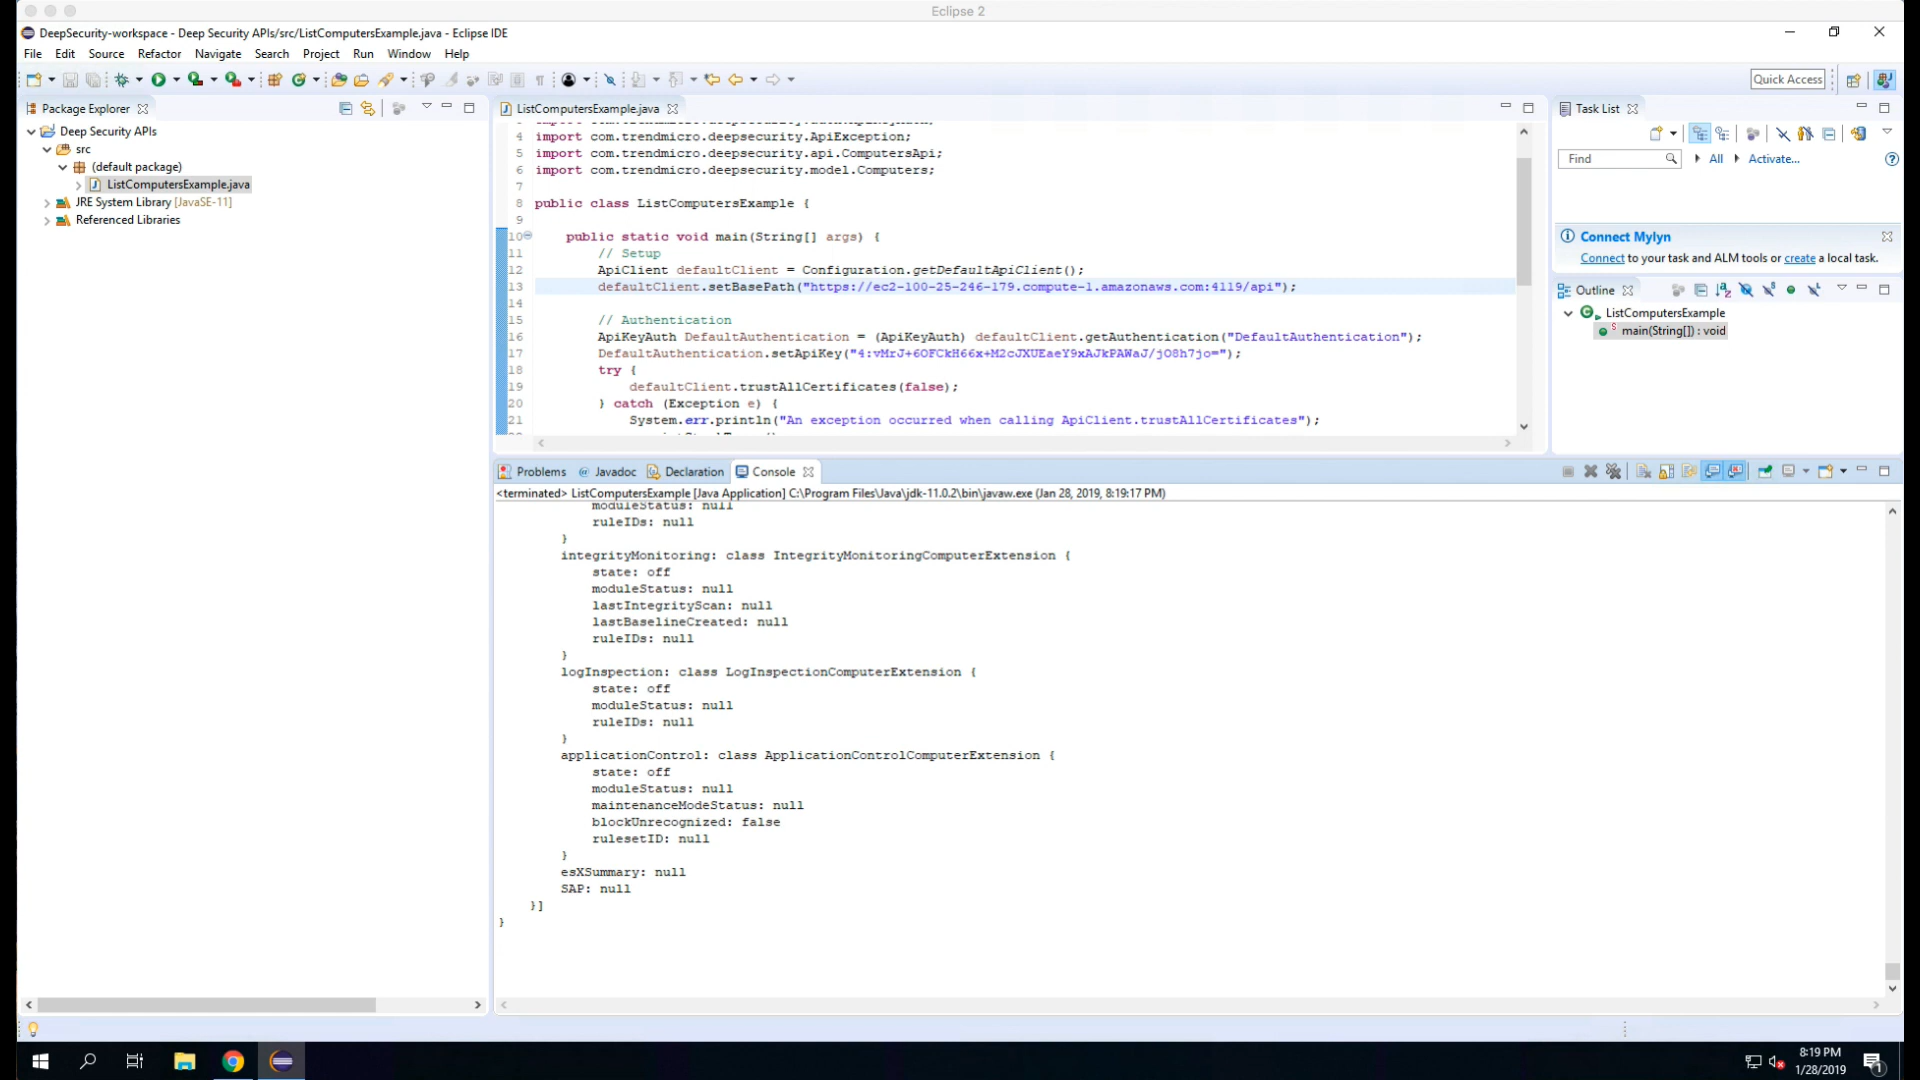 Eclipse 2
DeepSecurity-workspace - Deep Security APIs/src/ListComputersExample.java - Eclipse IDE
File Edit Source Refactor Navigate Search Project Run Window Help
Quick Access
Package Explorer
Deep Security APIs
src
(default package)
ListComputersExample.java
JRE System Library [JavaSE-11]
Referenced Libraries
ListComputersExample.java
4 import com.trendmicro.deepsecurity.ApiException;
5 import com.trendmicro.deepsecurity.api.ComputersApi;
6 import com.trendmicro.deepsecurity.model.Computers;
7
8 public class ListComputersExample {
9
10 public static void main(String[] args) {
11 // Setup
12 ApiClient defaultClient = Configuration.getDefaultApiClient();
13 defaultClient.setBasePath("https://ec2-100-25-246-179.compute-1.amazonaws.com:4119/api");
14
15 // Authentication
16 ApiKeyAuth DefaultAuthentication = (ApiKeyAuth) defaultClient.getAuthentication("DefaultAuthentication");
17 DefaultAuthentication.setApiKey("4:vMrJ+6OFCkH66x+M2cJXUEaeY9xAJkPAWaJ/jO8h7jo=");
18 try {
19 defaultClient.trustAllCertificates(false);
20 } catch (Exception e) {
21 System.err.println("An exception occurred when calling ApiClient.trustAllCertificates");
Task List
Find
All
Activate...
Connect Mylyn
Connect to your task and ALM tools or create a local task.
Outline
ListComputersExample
main(String[]) : void
Problems Javadoc Declaration Console
<terminated> ListComputersExample [Java Application] C:\Program Files\Java\jdk-11.0.2\bin\javaw.exe (Jan 28, 2019, 8:19:17 PM)
moduleStatus: null
ruleIDs: null
}
integrityMonitoring: class IntegrityMonitoringComputerExtension {
state: off
moduleStatus: null
lastIntegrityScan: null
lastBaselineCreated: null
ruleIDs: null
}
logInspection: class LogInspectionComputerExtension {
state: off
moduleStatus: null
ruleIDs: null
}
applicationControl: class ApplicationControlComputerExtension {
state: off
moduleStatus: null
maintenanceModeStatus: null
blockUnrecognized: false
rulesetID: null
}
esXSummary: null
SAP: null
}]
}
8:19 PM
1/28/2019
1